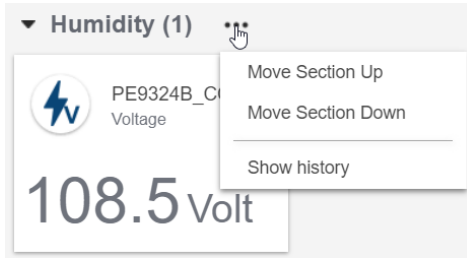 Humidity (1) •••
Move Section Up
PE9324B_C
Voltage
Move Section Down
Show history
108.5 Volt